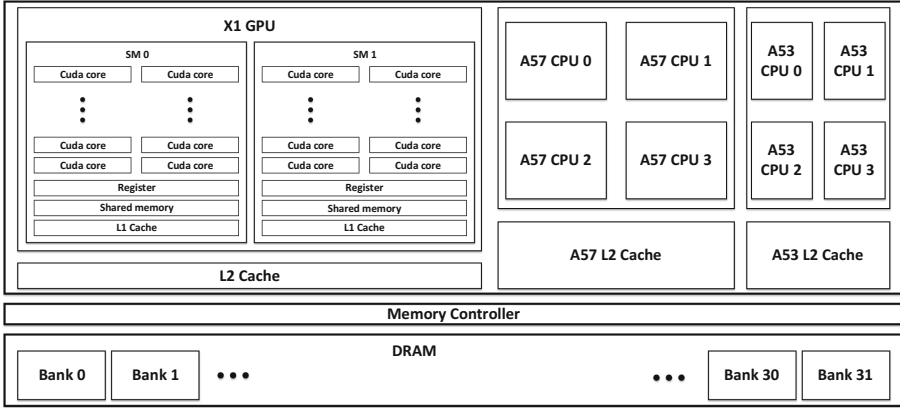 X1 GPU
SM 0
Cuda core Cuda core
Cuda core Cuda core
Cuda core Cuda core
Register
Shared memory
L1 Cache
SM 1
Cuda core Cuda core
Cuda core Cuda core
Cuda core Cuda core
Register
Shared memory
L1 Cache
L2 Cache
A57 CPU 0 A57 CPU 1
A57 CPU 2 A57 CPU 3
A57 L2 Cache
A53 A53
CPU 0 CPU 1
A53 A53
CPU 2 CPU 3
A53 L2 Cache
Memory Controller
DRAM
Bank 0 Bank 1 ••• ••• Bank 30 Bank 31